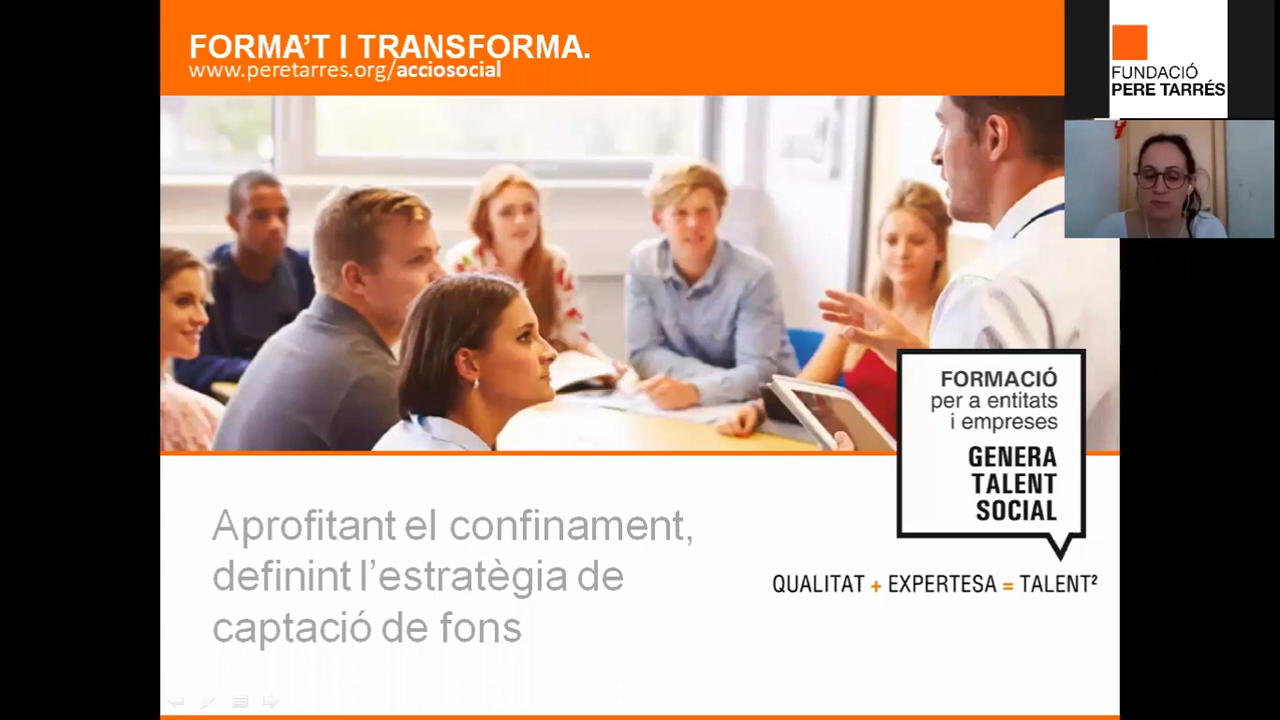 FORMA’T I TRANSFORMA.
www.peretarres.org/acciosocial
FUNDACIÓ
PERE TARRÉS
FORMACIÓ
per a entitats
i empreses
GENERA
TALENT
SOCIAL
QUALITAT + EXPERTESA = TALENT²
Aprofitant el confinament,
definint l’estratègia de
captació de fons